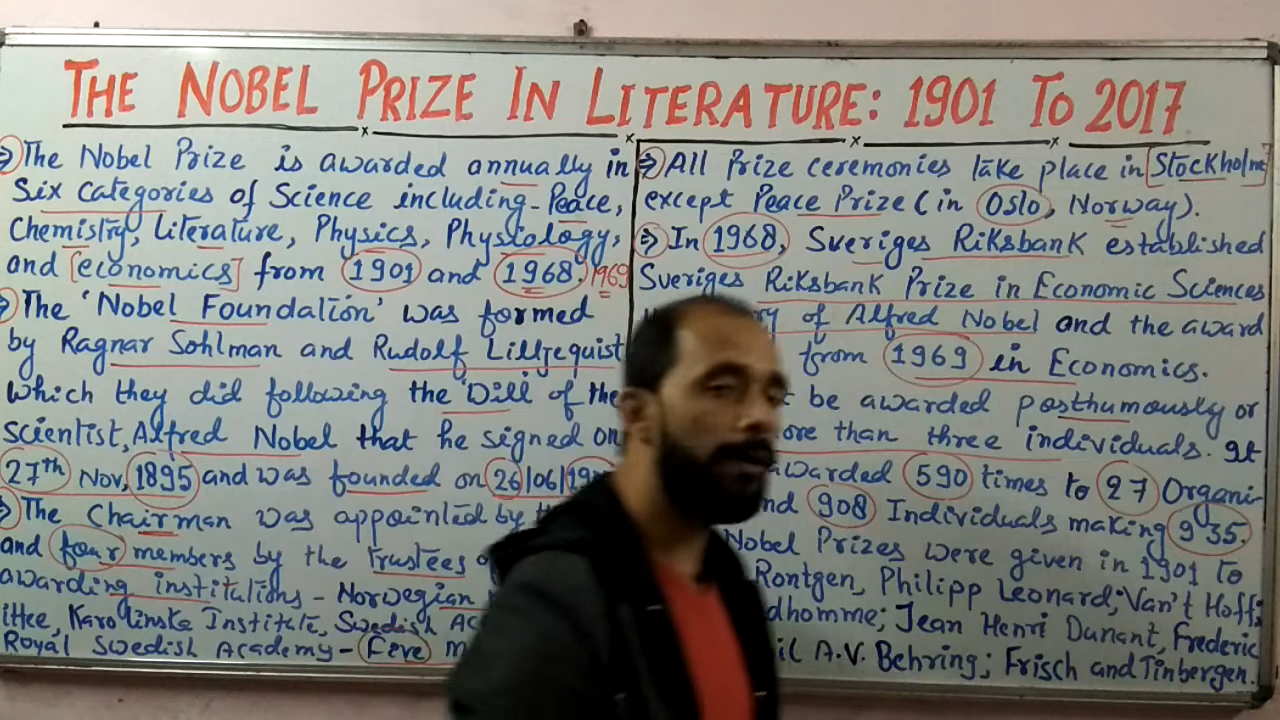 THE NOBEL PRIZE IN LITERATURE: 1901 TO 2017
The Nobel Prize is awarded annually in
Six Categories of Science including - Peace,
Chemistry, Literature, Physics, Physiology,
and [economics] from 1901 and 1968. 1969
The 'Nobel Foundation' was formed
by Ragnar Sohlman and Rudolf Lilljequist
which they did following the Will of the
scientist, Alfred Nobel that he signed on
27th Nov, 1895 and was founded on 26/06/
The Chairman was appointed by
and four members by the trustees
awarding institutions - Norwegian
Karolinska Institute, Swedish
Royal Swedish Academy - Five
All Prize ceremonies take place in [Stockholm]
except Peace Prize (in Oslo, Norway).
In 1968, Sveriges Riksbank established
Sveriges Riksbank Prize in Economic Sciences
of Alfred Nobel and the award
from 1969 in Economics.
be awarded posthumously or
than three individuals. It
awarded 590 times to 27 Organi-
908 Individuals making 935.
Nobel Prizes were given in 1901 to
Rontgen, Philipp Leonard; Van't Hoff;
Jean Henri Dunant, Frederic
A.V. Behring; Frisch and Tinbergen.